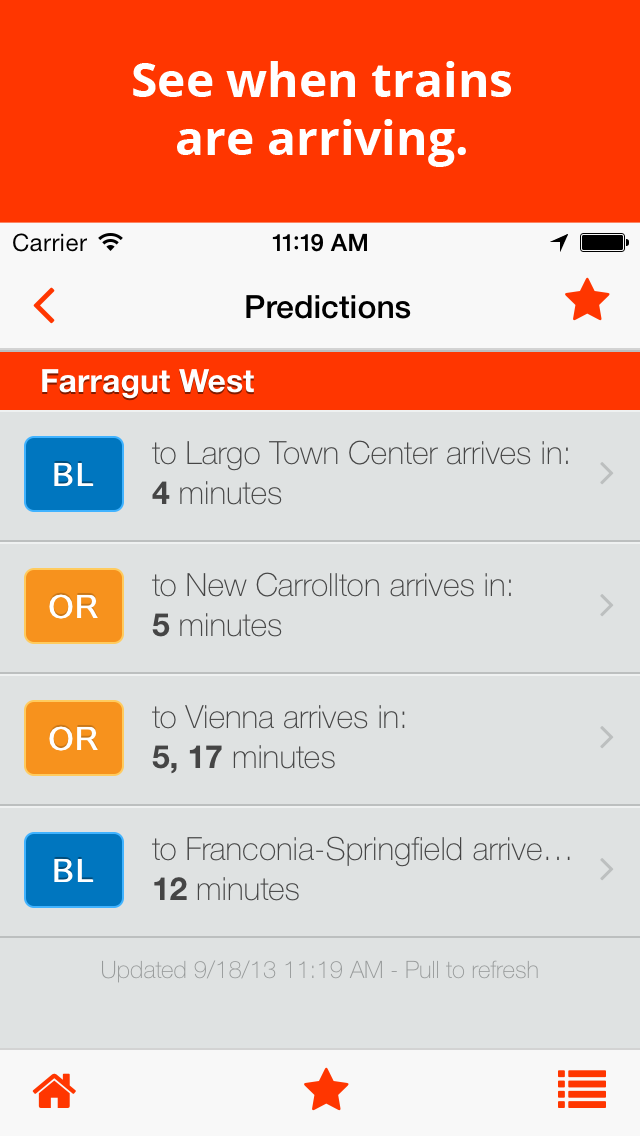 See when trains
are arriving.
Carrier 11:19 AM
Predictions
Farragut West
BL
to Largo Town Center arrives in:
4 minutes
OR
to New Carrollton arrives in:
5 minutes
OR
to Vienna arrives in:
5, 17 minutes
BL
to Franconia-Springfield arrive...
12 minutes
Updated 9/18/13 11:19 AM - Pull to refresh